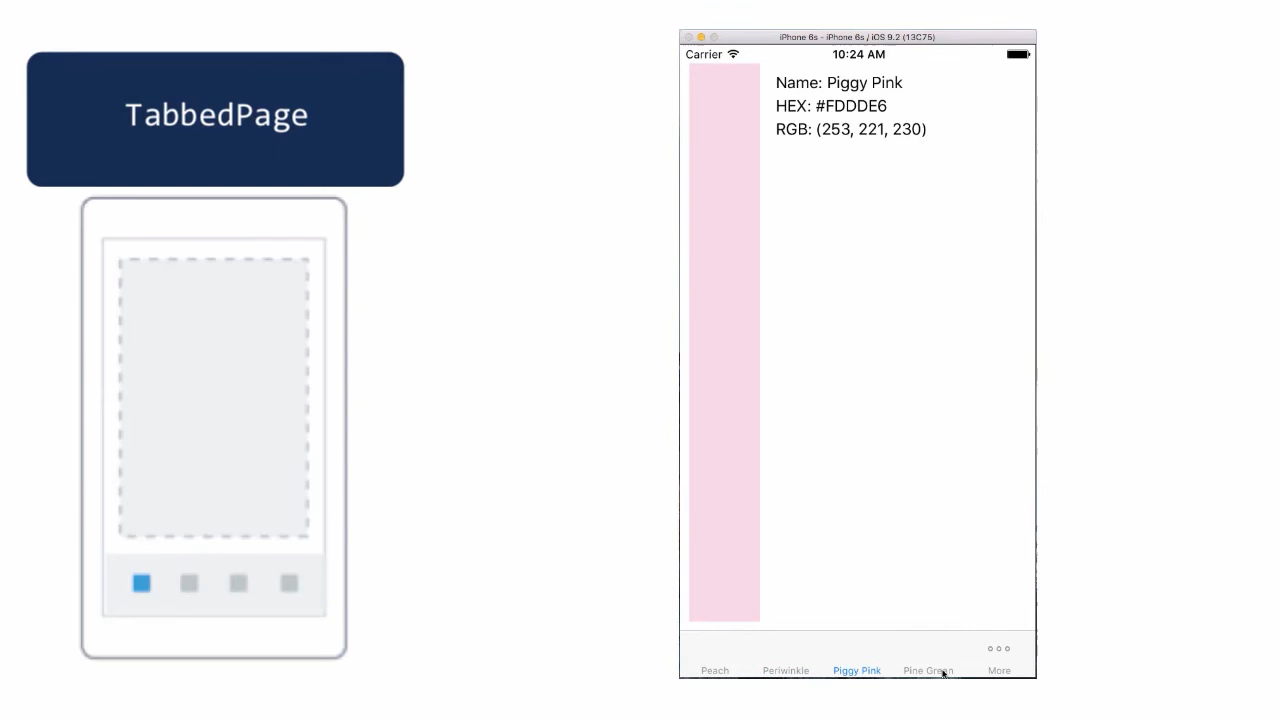 TabbedPage
iPhone 6s - iPhone 6s / iOS 9.2 (13C75)
Carrier 10:24 AM
Name: Piggy Pink
HEX: #FDDDE6
RGB: (253, 221, 230)
Peach Periwinkle Piggy Pink Pine Green More